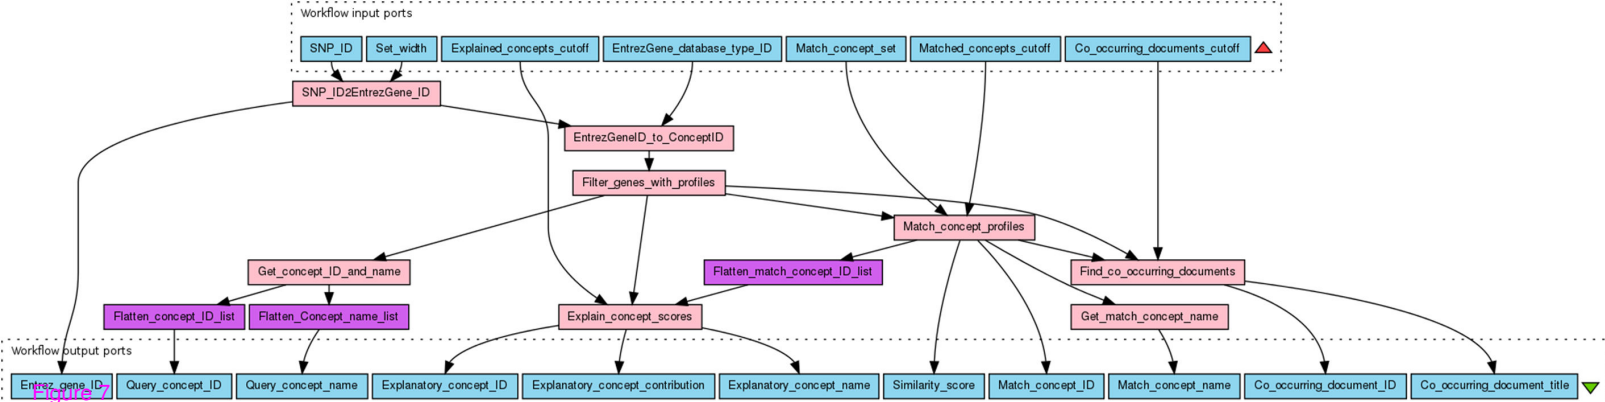 Workflow input ports
SNP_ID Set_width Explained_concepts_cutoff EntrezGene_database_type_ID Match_concept_set Matched_concepts_cutoff Co_occurring_documents_cutoff
SNP_ID2EntrezGene_ID
EntrezGeneID_to_ConceptID
Filter_genes_with_profiles
Match_concept_profiles
Get_concept_ID_and_name Flatten_match_concept_ID_list Find_co_occurring_documents
Flatten_concept_ID_list Flatten_Concept_name_list Explain_concept_scores Get_match_concept_name
Workflow output ports
Entrez_gene_ID Query_concept_ID Query_concept_name Explanatory_concept_ID Explanatory_concept_contribution Explanatory_concept_name Similarity_score Match_concept_ID Match_concept_name Co_occurring_document_ID Co_occurring_document_title
Figure 7